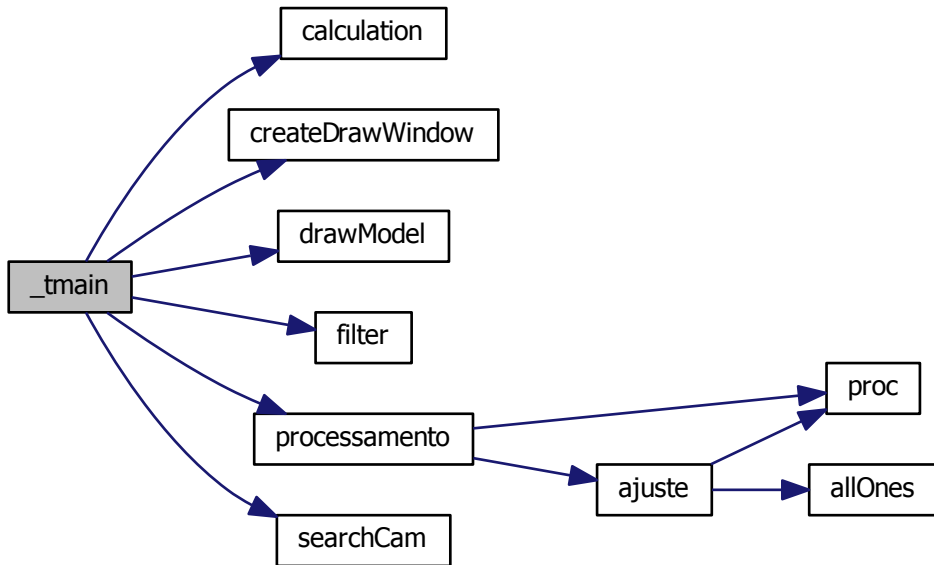 calculation
createDrawWindow
drawModel
_tmain
filter
proc
processamento
ajuste
allOnes
searchCam